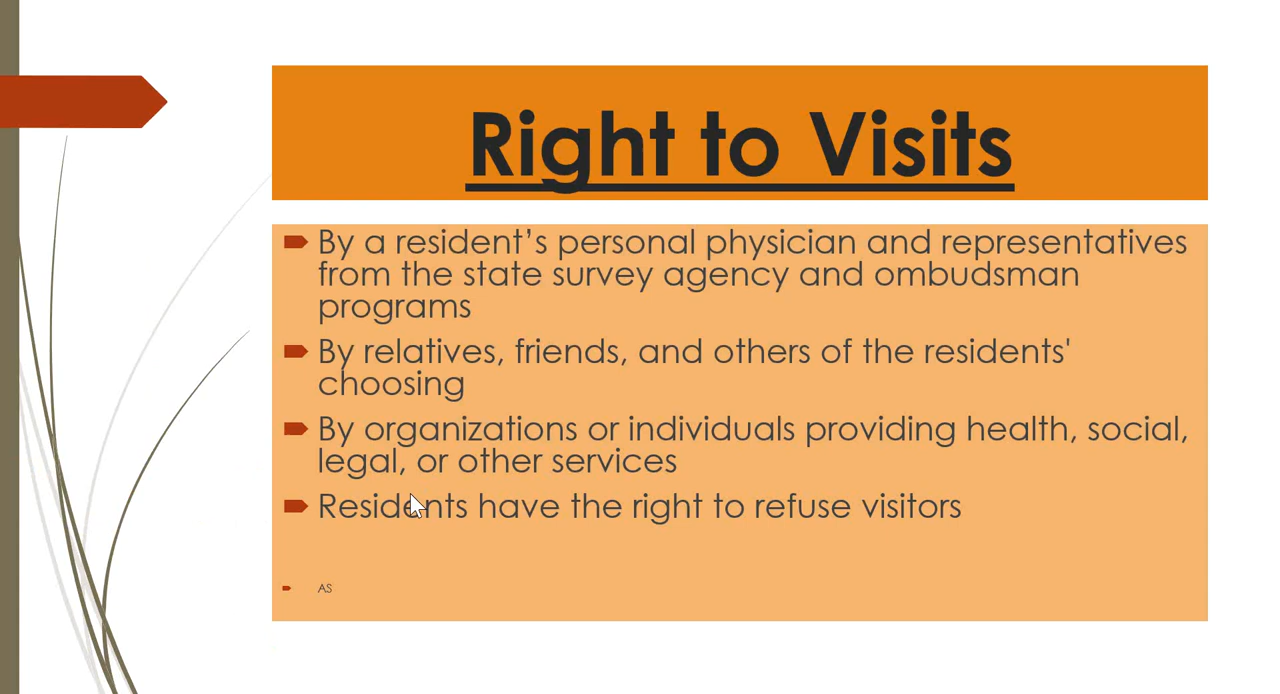 Right to Visits
By a resident’s personal physician and representatives
from the state survey agency and ombudsman
programs
By relatives, friends, and others of the residents'
choosing
By organizations or individuals providing health, social,
legal, or other services
Residents have the right to refuse visitors
AS